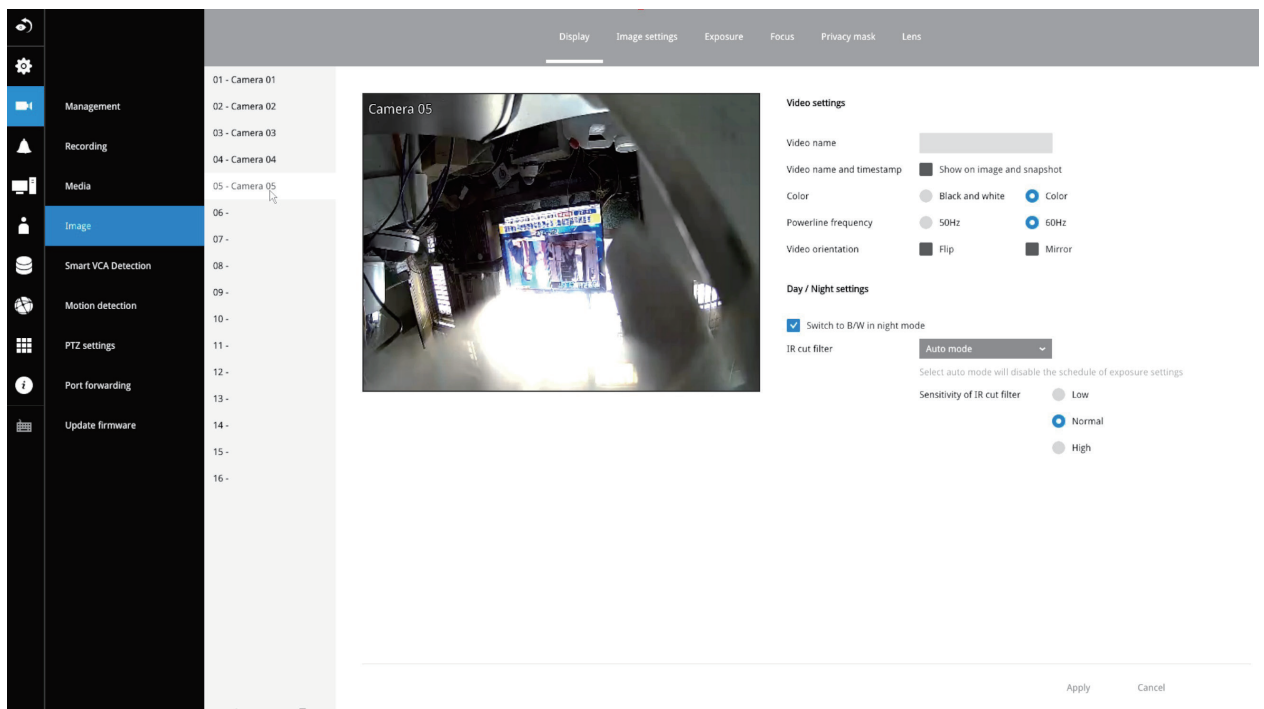 Display Image settings Exposure Focus Privacy mask Lens
Management
Recording
Media
Image
Smart VCA Detection
Motion detection
PTZ settings
Port forwarding
Update firmware
01 - Camera 01
02 - Camera 02
03 - Camera 03
04 - Camera 04
05 - Camera 05
06 -
07 -
08 -
09 -
10 -
11 -
12 -
13 -
14 -
15 -
16 -
Camera 05
Video settings
Video name
Video name and timestamp Show on image and snapshot
Color Black and white Color
Powerline frequency 50Hz 60Hz
Video orientation Flip Mirror
Day / Night settings
Switch to B/W in night mode
IR cut filter Auto mode
Select auto mode will disable the schedule of exposure settings
Sensitivity of IR cut filter Low
Normal
High
Apply Cancel